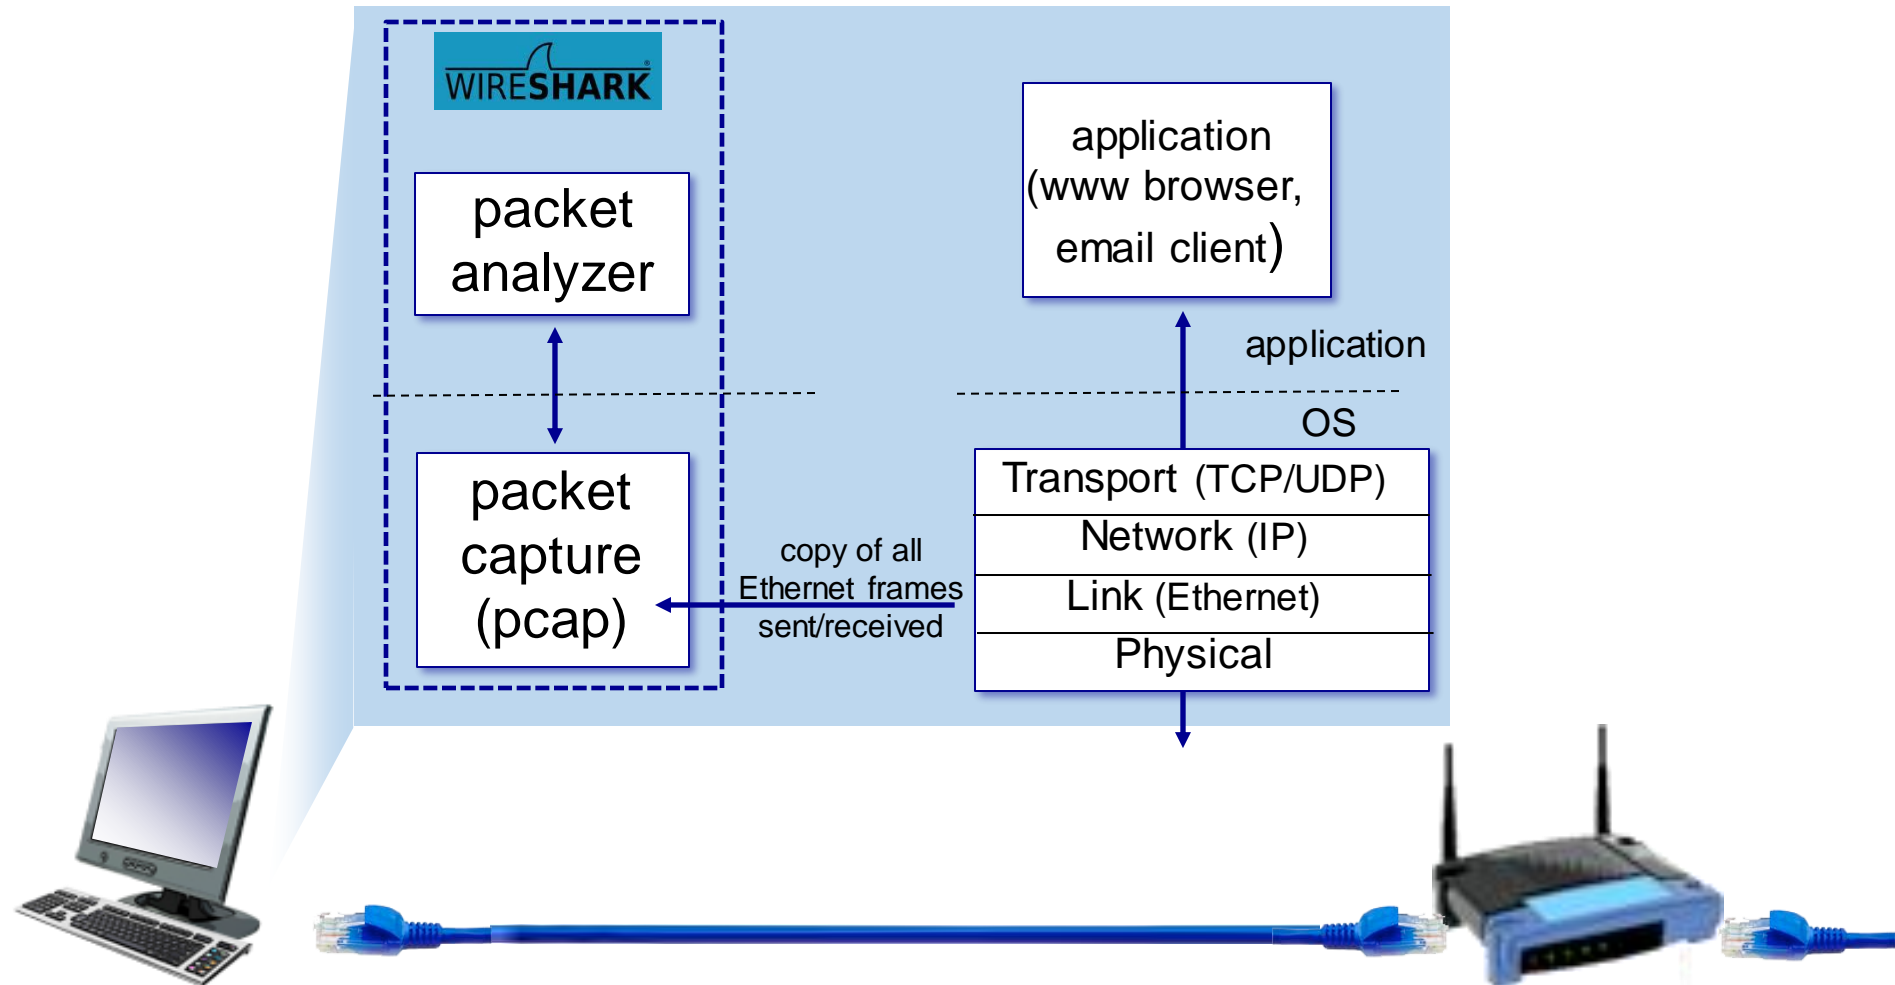 WIRESHARK
packet
analyzer
packet
capture
(pcap)
copy of all
Ethernet frames
sent/received
application
(www browser,
email client)
application
OS
Transport (TCP/UDP)
Network (IP)
Link (Ethernet)
Physical